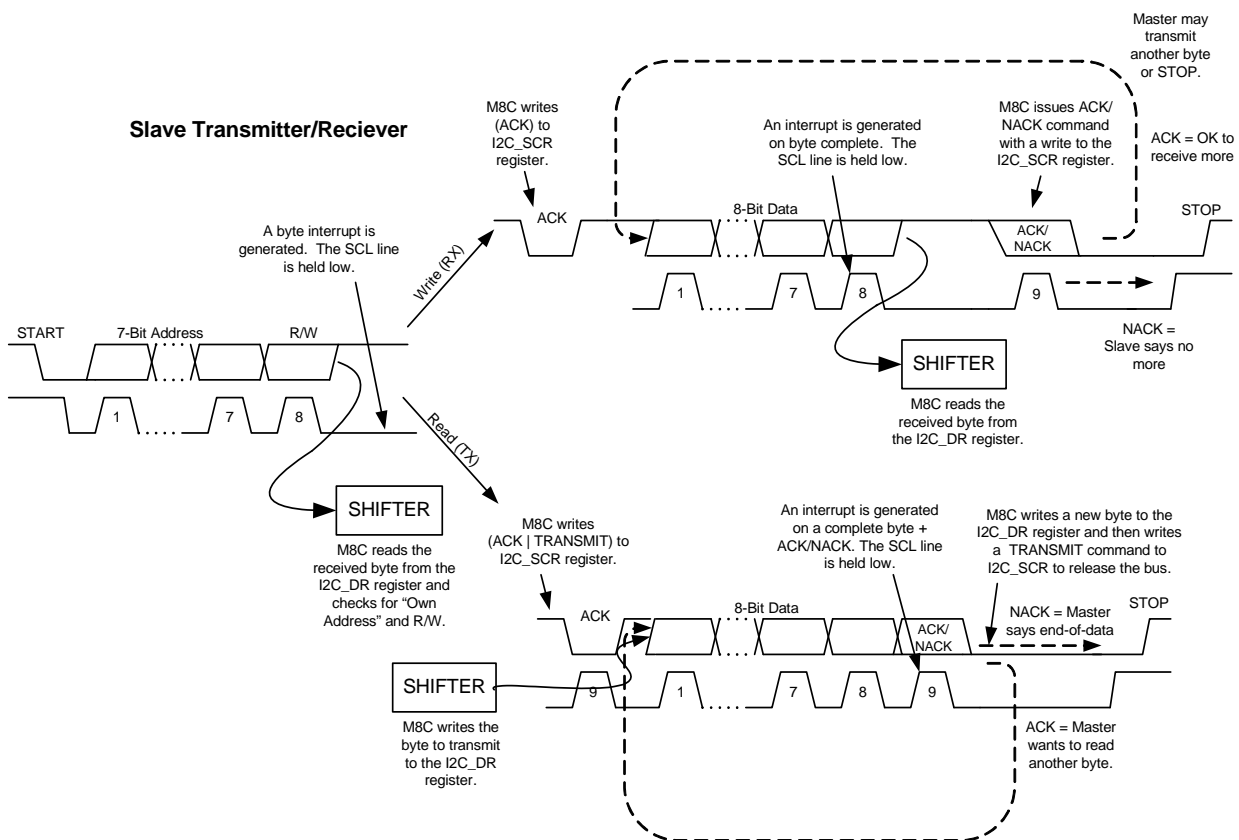 Slave Transmitter/Reciever
Master may
transmit
another byte
or STOP.
M8C writes
(ACK) to
I2C_SCR
register.
An interrupt is generated
on byte complete.  The
SCL line is held low.
M8C issues ACK/
NACK command
with a write to the
I2C_SCR register.
ACK = OK to
receive more
A byte interrupt is
generated.  The SCL line
is held low.
Write (RX)
ACK
8-Bit Data
ACK/
NACK
STOP
1
7
8
9
NACK =
Slave says no
more
SHIFTER
M8C reads the
received byte from
the I2C_DR register.
START
7-Bit Address
R/W
1
7
8
Read (TX)
SHIFTER
M8C reads the
received byte from the
I2C_DR register and
checks for “Own
Address” and R/W.
M8C writes
(ACK | TRANSMIT) to
I2C_SCR register.
An interrupt is generated
on a complete byte +
ACK/NACK. The SCL line
is held low.
M8C writes a new byte to the
I2C_DR register and then writes
a  TRANSMIT command to
I2C_SCR to release the bus.
ACK
8-Bit Data
ACK/
NACK
NACK = Master
says end-of-data
STOP
SHIFTER
M8C writes the
byte to transmit
to the I2C_DR
register.
9
1
7
8
9
ACK = Master
wants to read
another byte.